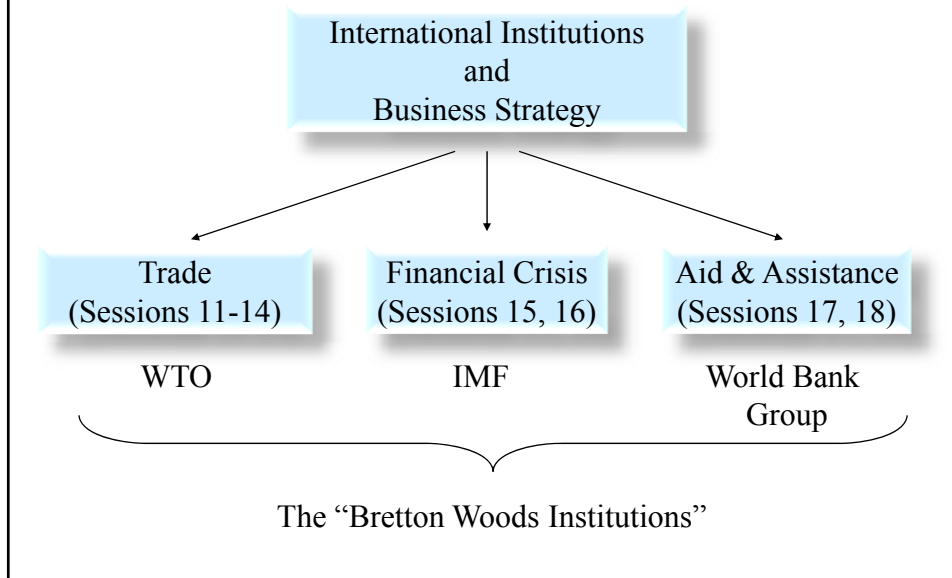 International Institutions
and
Business Strategy
Trade
(Sessions 11-14)
Financial Crisis
(Sessions 15, 16)
Aid & Assistance
(Sessions 17, 18)
WTO
IMF
World Bank
Group
The “Bretton Woods Institutions”